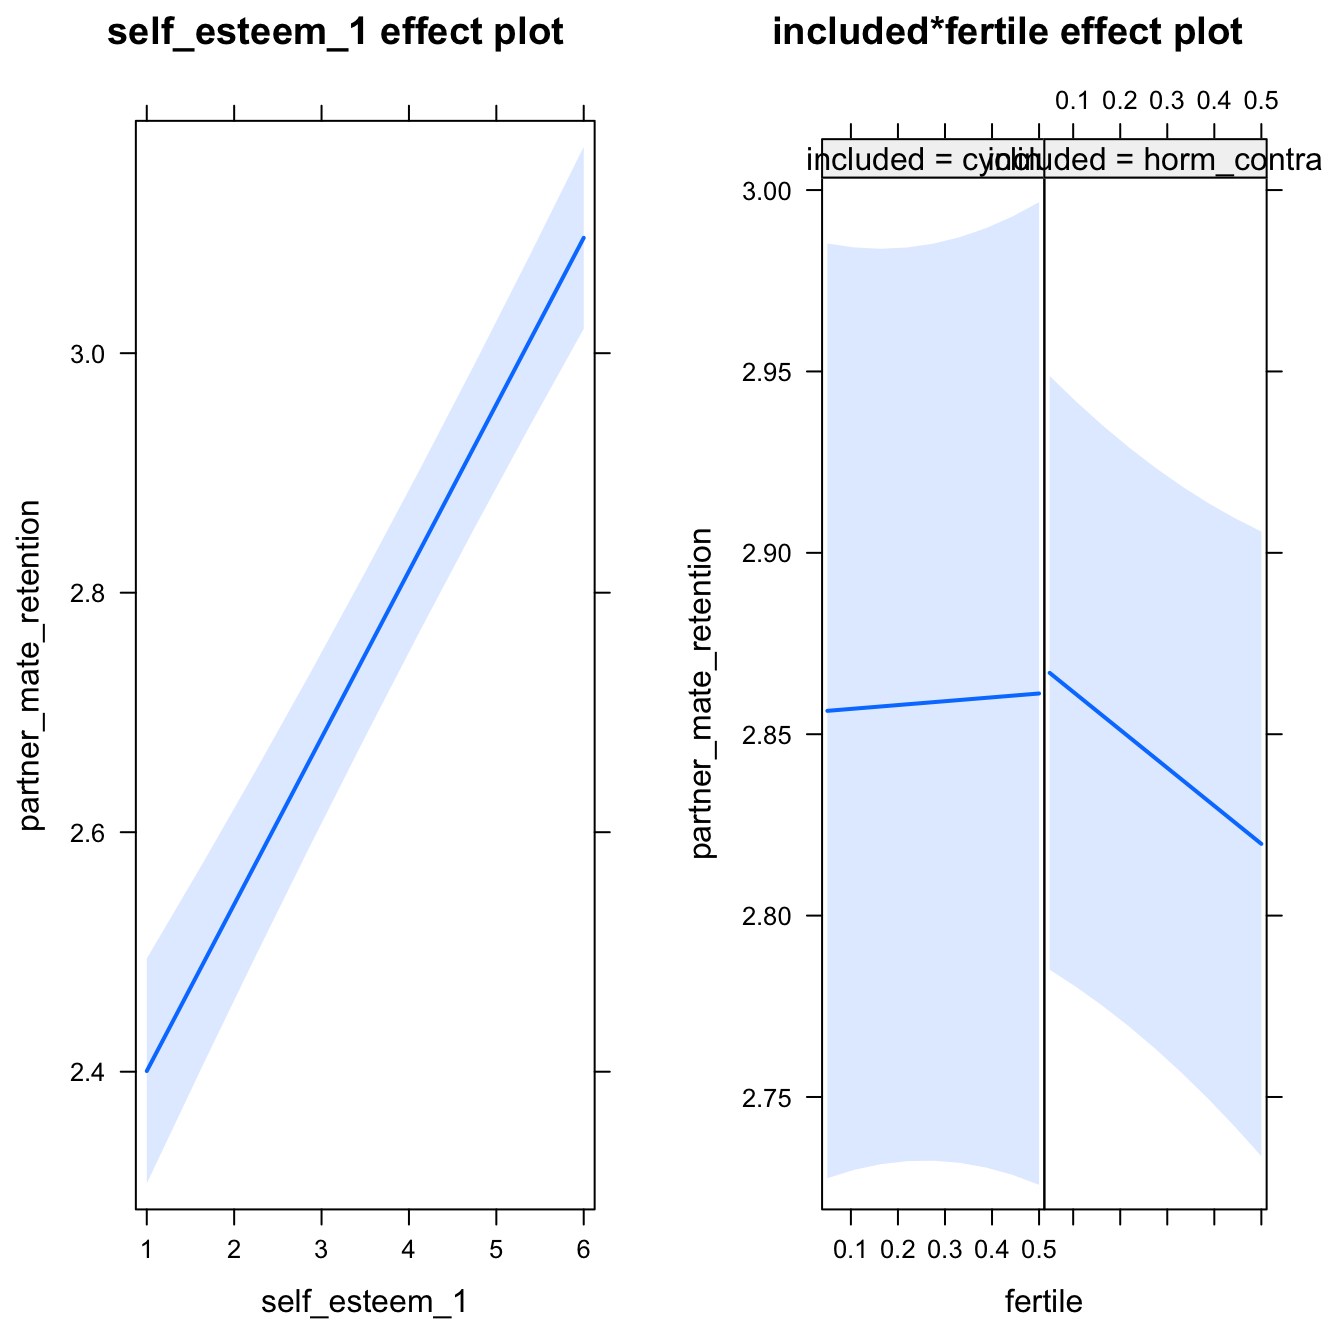 self_esteem_1 effect plot
3.0
2.8
2.6
2.4
partner_mate_retention
1 2 3 4 5 6
self_esteem_1
included*fertile effect plot
0.1 0.2 0.3 0.4 0.5
included = included = horm_contra
3.00
2.95
2.90
2.85
2.80
2.75
partner_mate_retention
0.1 0.2 0.3 0.4 0.5
fertile